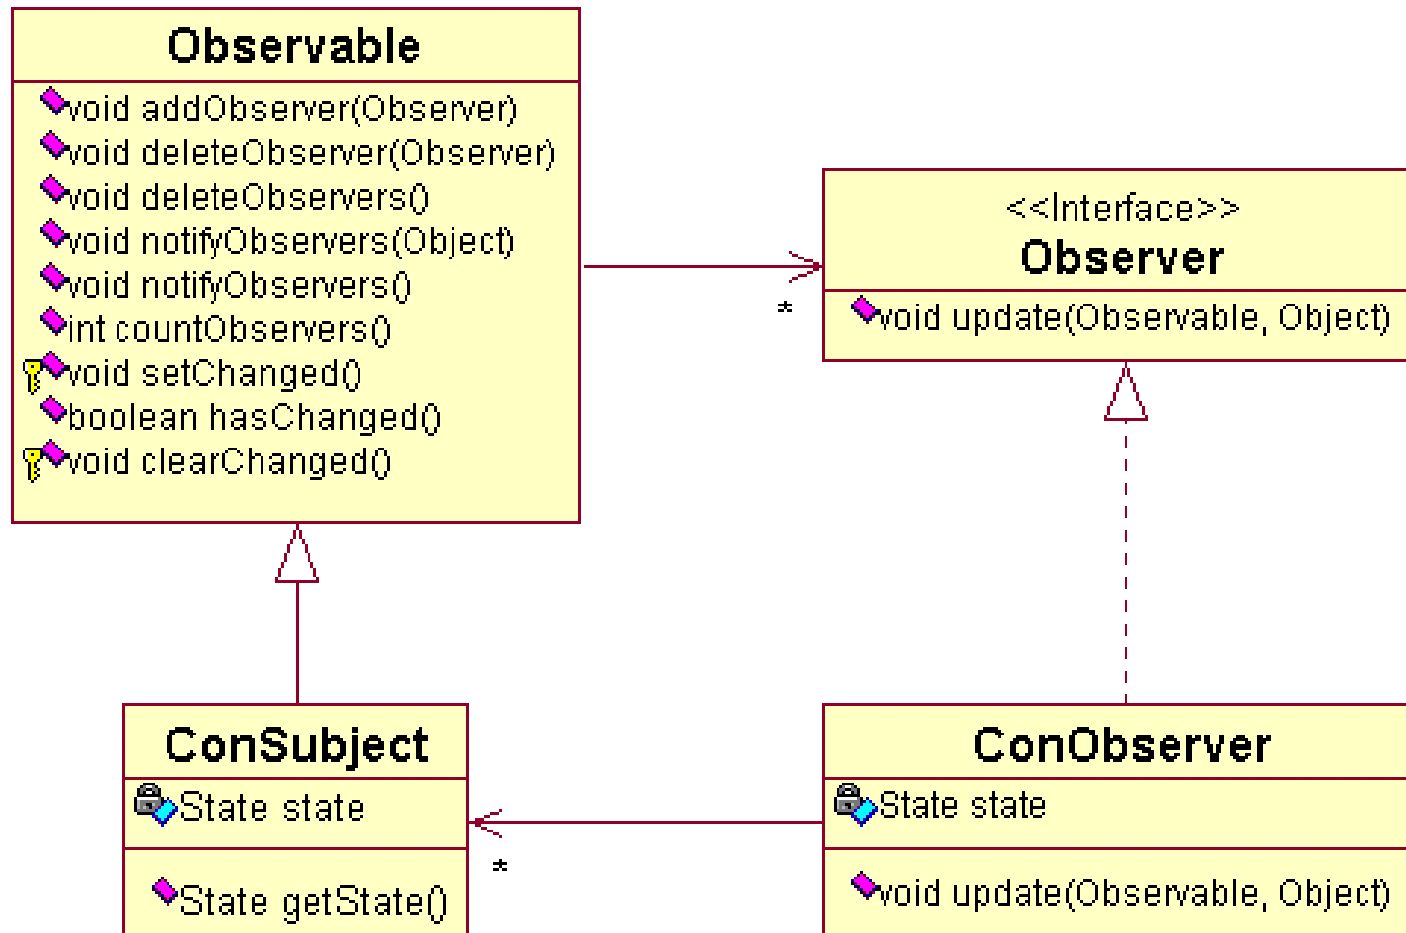 Observable
void addObserver(Observer)
void deleteObserver(Observer)
void deleteObservers()
void notifyObservers(Object)
void notifyObservers()
int countObservers()
void setChanged()
boolean hasChanged()
void clearChanged()
*
<<Interface>>
Observer
void update(Observable, Object)
ConSubject
State state
State getState()
*
ConObserver
State state
void update(Observable, Object)